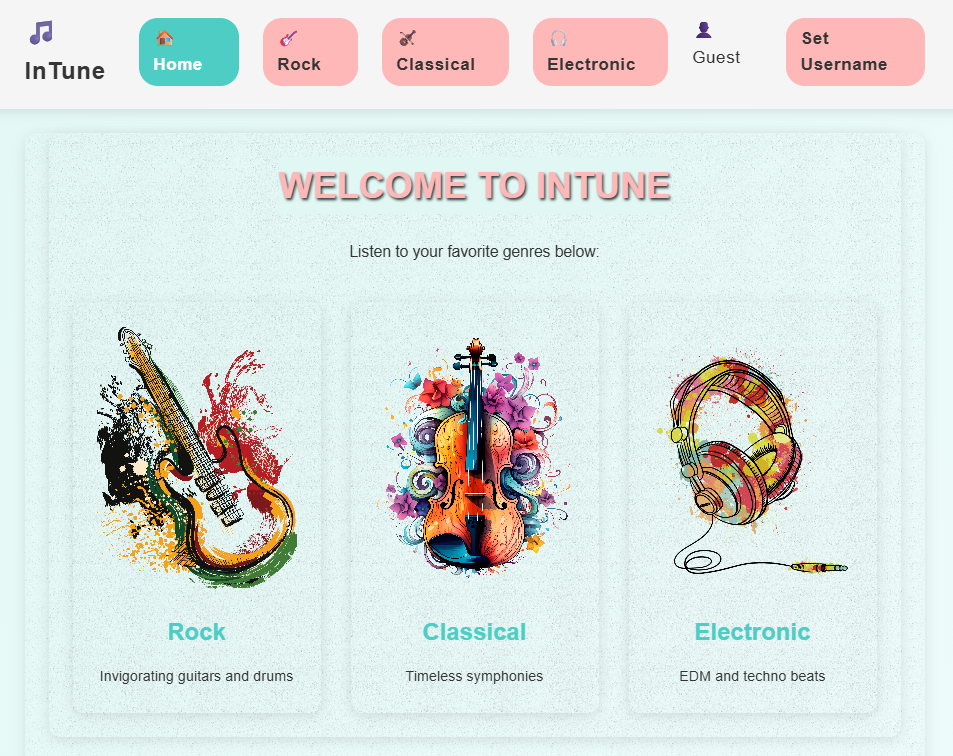 InTune
Home
Rock
Classical
Electronic
Guest
Set
Username
WELCOME TO INTUNE
Listen to your favorite genres below:
Rock
Invigorating guitars and drums
Classical
Timeless symphonies
Electronic
EDM and techno beats